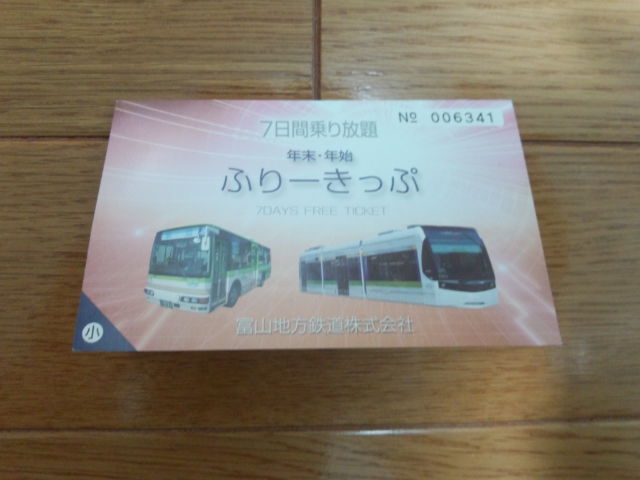 № 006341
7日間乗り放題
年末・年始
ふりーきっぷ
7DAYS FREE TICKET
富山地方鉄道株式会社
小